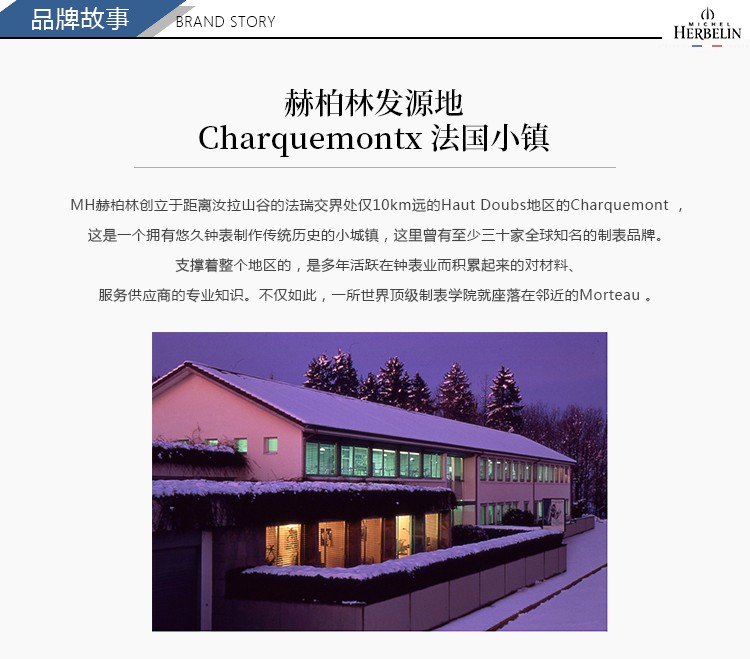 品牌故事
BRAND STORY
MICHEL
HERBELIN
赫柏林发源地
Charquemontx 法国小镇
MH赫柏林创立于距离汝拉山谷的法瑞交界处仅10km远的Haut Doubs地区的Charquemont ，
这是一个拥有悠久钟表制作传统历史的小城镇，这里曾有至少三十家全球知名的制表品牌。
支撑着整个地区的，是多年活跃在钟表业而积累起来的对材料、
服务供应商的专业知识。不仅如此，一所世界顶级制表学院就座落在邻近的Morteau 。